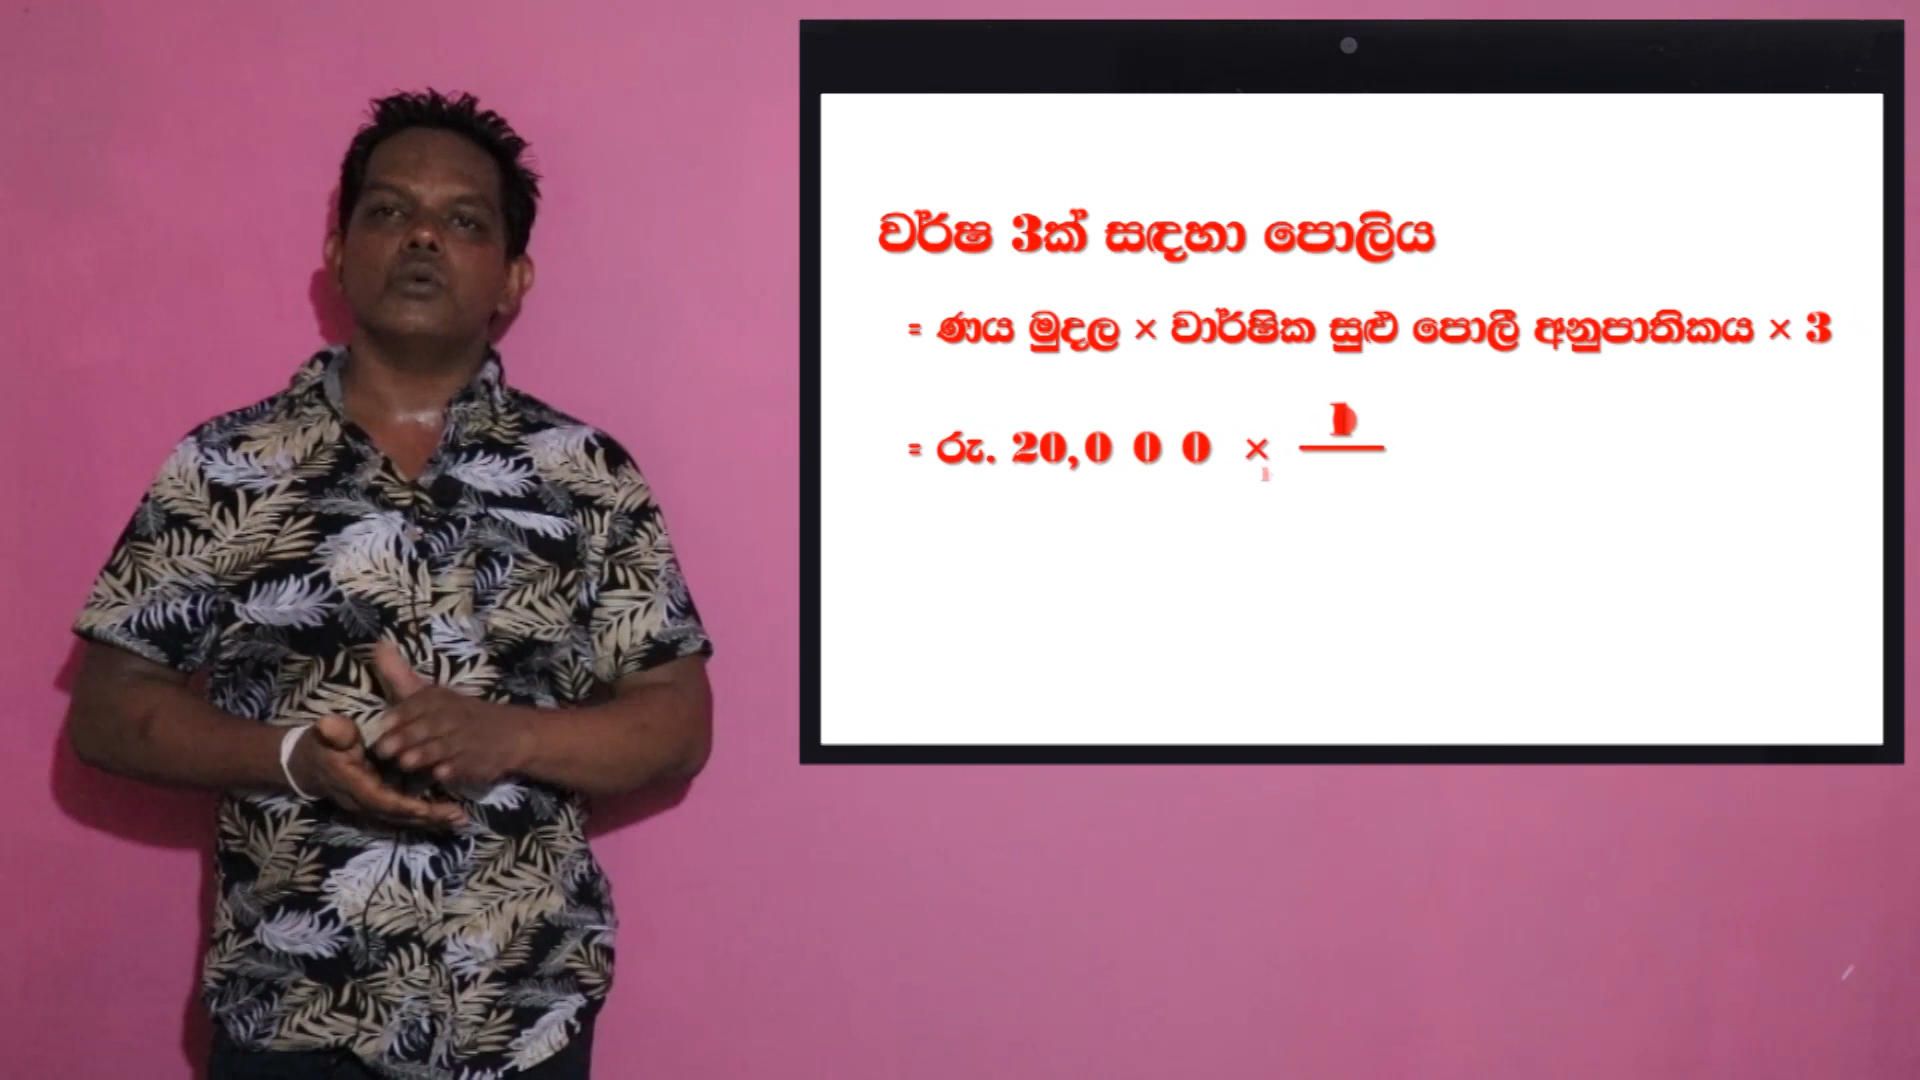 වර්ෂ 3ක් සඳහා පොලිය
= ණය මුදල × වාර්ෂික සුළු පොලී අනුපාතිකය × 3
= රු. 20,0 0 0 ×